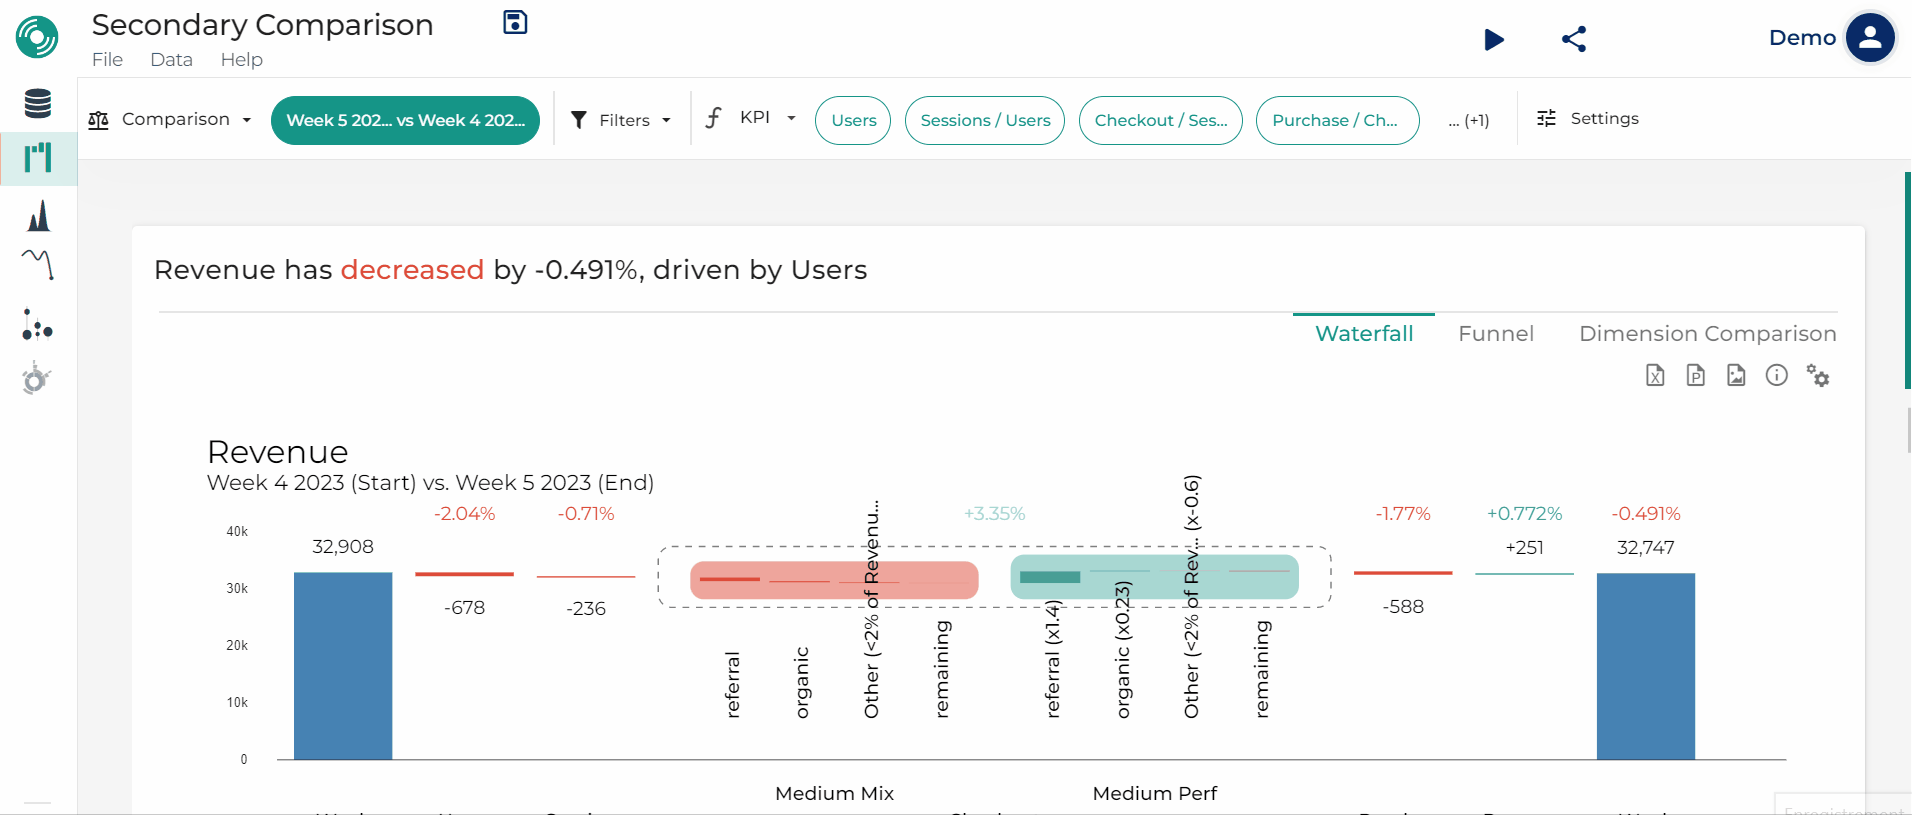 Secondary Comparison
File Data Help
Demo
Comparison
Week 5 202... vs Week 4 202...
Filters
KPI
Users
Sessions / Users
Checkout / Ses...
Purchase / Ch...
... (+1)
Settings
Revenue has decreased by -0.491%, driven by Users
Waterfall Funnel Dimension Comparison
Revenue
Week 4 2023 (Start) vs. Week 5 2023 (End)
-2.04% -0.71% +3.35% -1.77% +0.772% -0.491%
40k
32,908
+251
32,747
30k
-678
-236
-588
20k
10k
0
referral
organic
Other (<2% of Revenu...
remaining
referral (x1.4)
organic (x0.23)
Other (<2% of Rev... (x-0.6)
remaining
Medium Mix
Medium Perf
Enregistrement